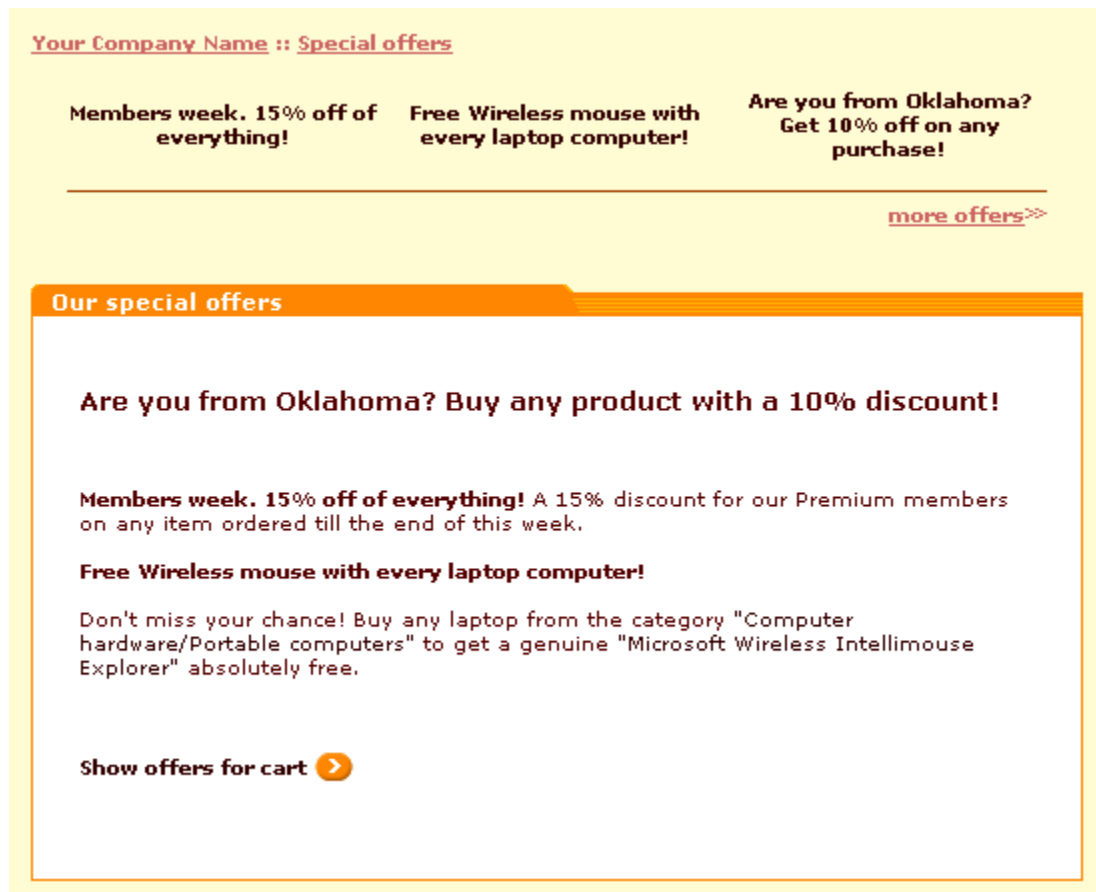 Your Company Name :: Special offers
Members week. 15% off of
everything!
Free Wireless mouse with
every laptop computer!
Are you from Oklahoma?
Get 10% off on any
purchase!
more offers>>
Our special offers
Are you from Oklahoma? Buy any product with a 10% discount!
Members week. 15% off of everything! A 15% discount for our Premium members
on any item ordered till the end of this week.
Free Wireless mouse with every laptop computer!
Don't miss your chance! Buy any laptop from the category "Computer
hardware/Portable computers" to get a genuine "Microsoft Wireless Intellimouse
Explorer" absolutely free.
Show offers for cart